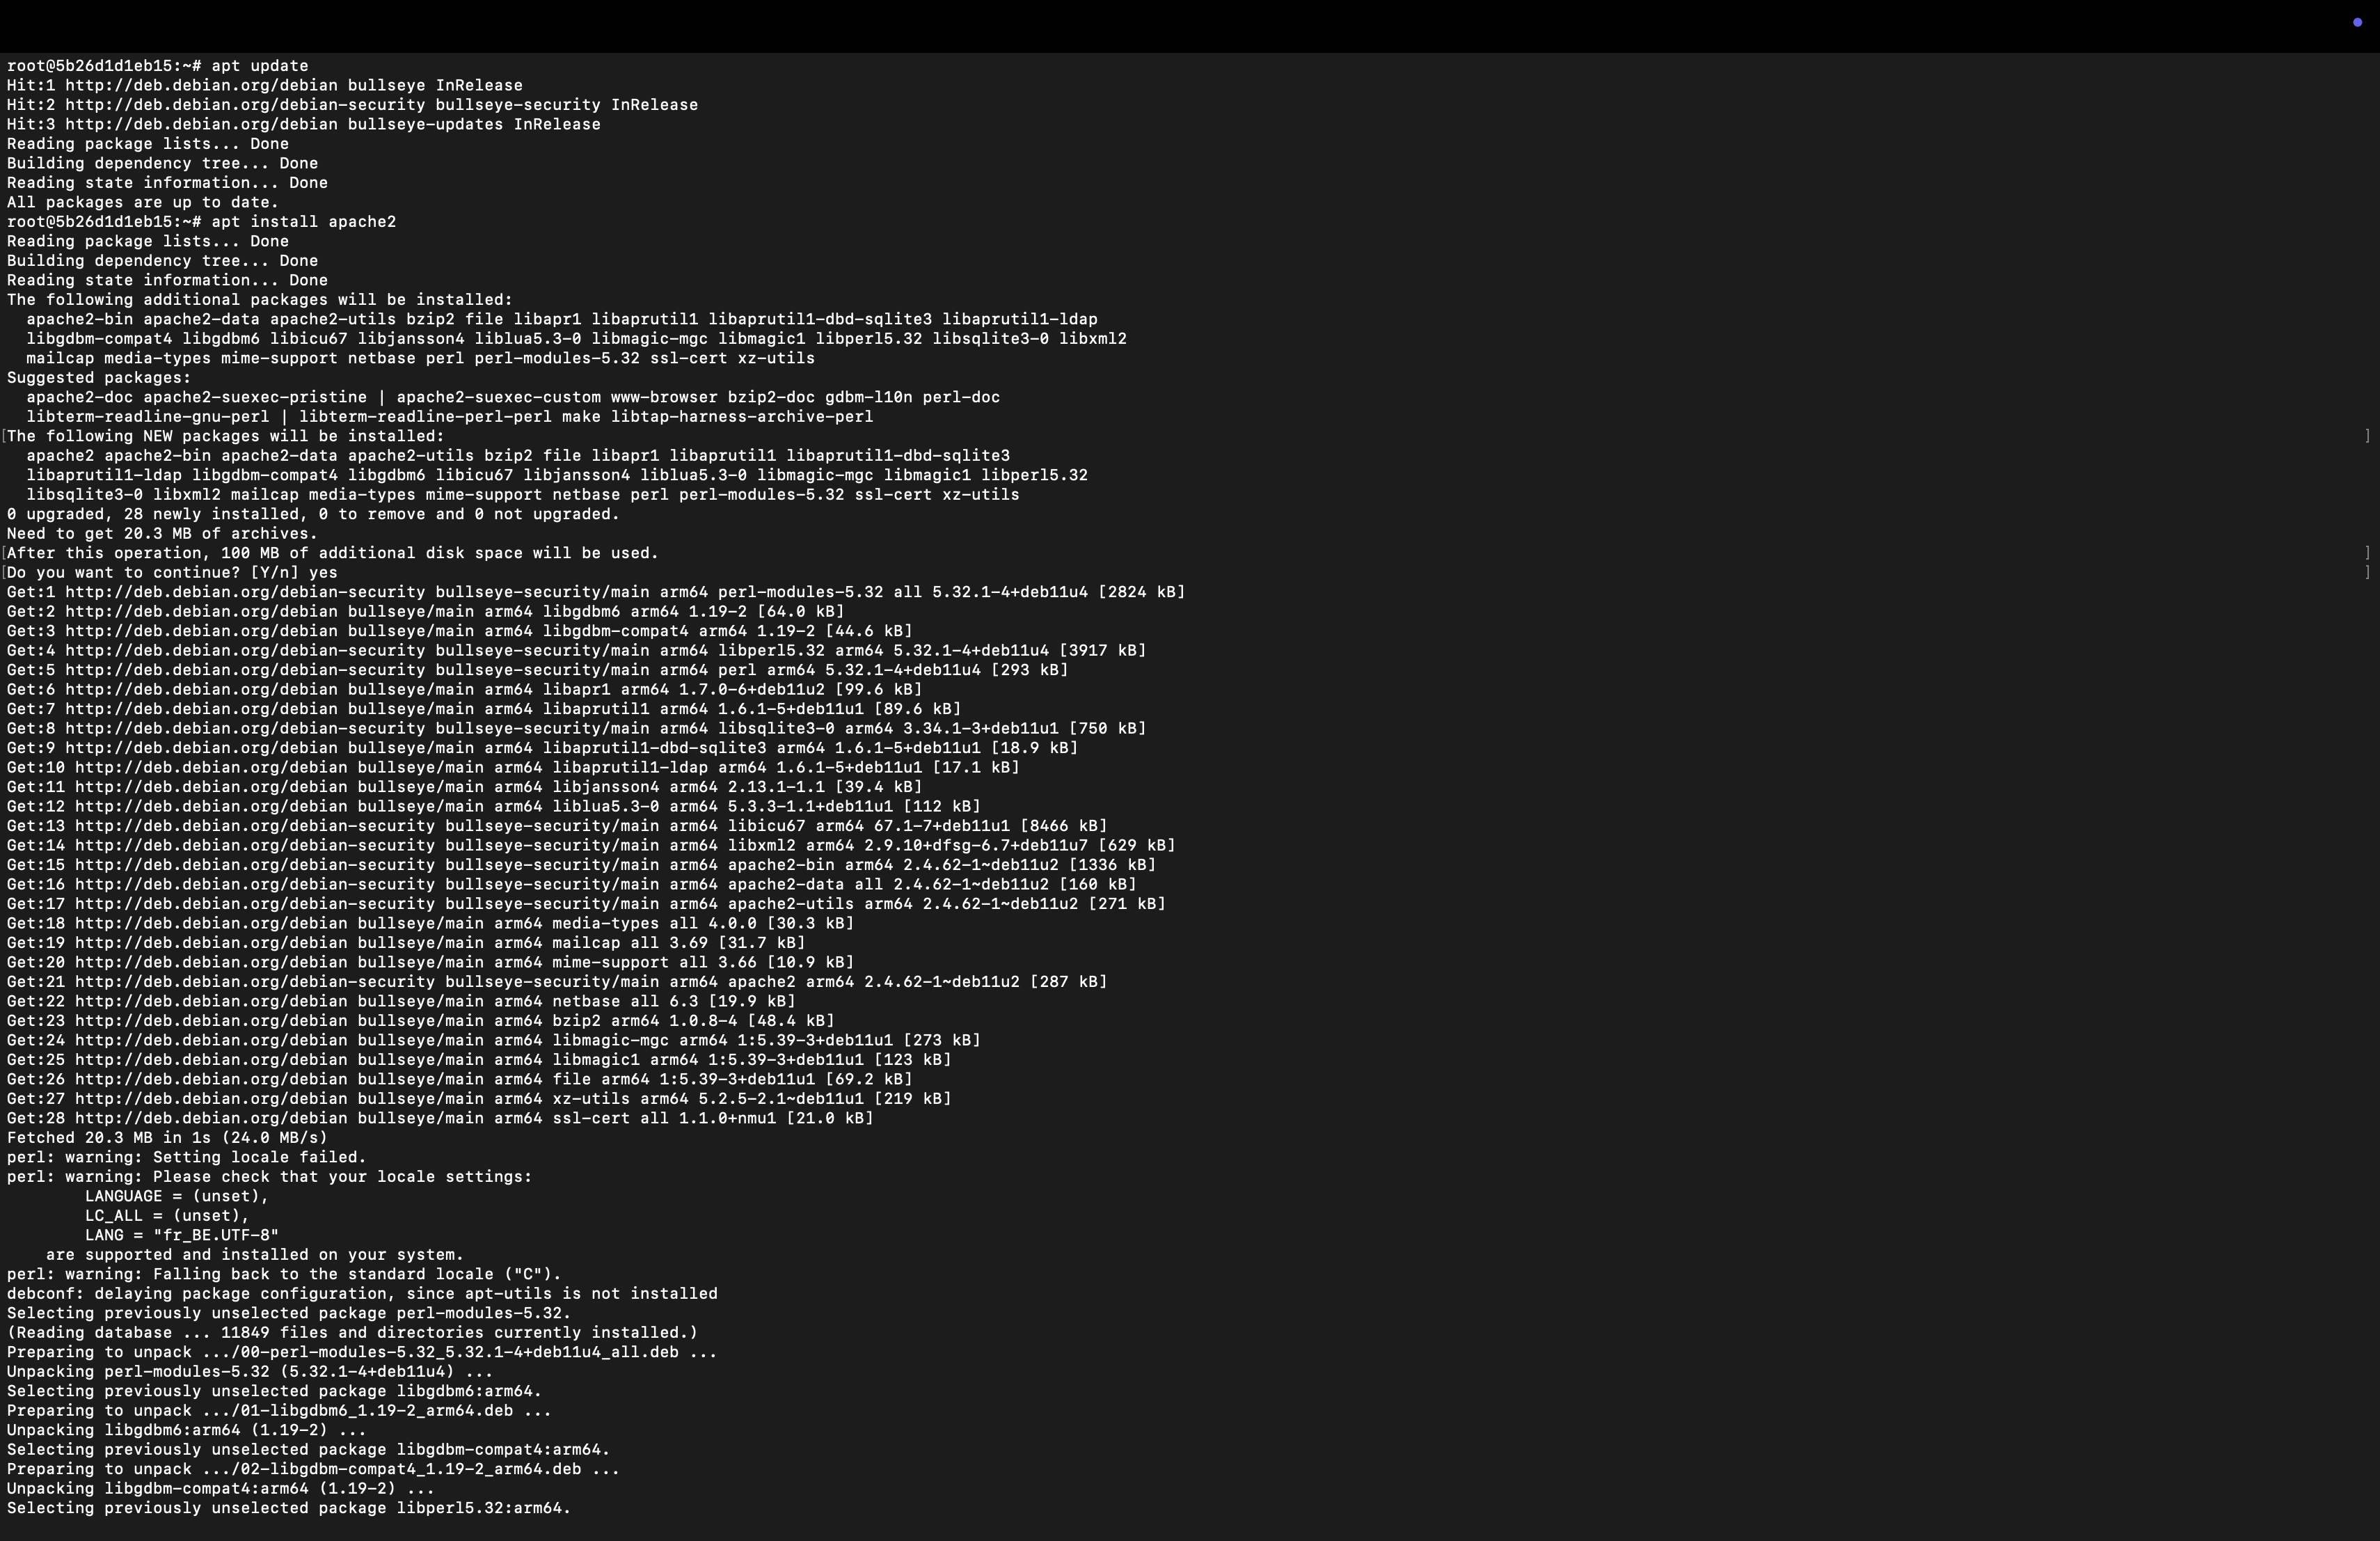 root@5b26d1d1eb15:~# apt update
Hit:1 http://deb.debian.org/debian bullseye InRelease
Hit:2 http://deb.debian.org/debian-security bullseye-security InRelease
Hit:3 http://deb.debian.org/debian bullseye-updates InRelease
Reading package lists... Done
Building dependency tree... Done
Reading state information... Done
All packages are up to date.
root@5b26d1d1eb15:~# apt install apache2
Reading package lists... Done
Building dependency tree... Done
Reading state information... Done
The following additional packages will be installed:
  apache2-bin apache2-data apache2-utils bzip2 file libapr1 libaprutil1 libaprutil1-dbd-sqlite3 libaprutil1-ldap
  libgdbm-compat4 libgdbm6 libicu67 libjansson4 liblua5.3-0 libmagic-mgc libmagic1 libperl5.32 libsqlite3-0 libxml2
  mailcap media-types mime-support netbase perl perl-modules-5.32 ssl-cert xz-utils
Suggested packages:
  apache2-doc apache2-suexec-pristine | apache2-suexec-custom www-browser bzip2-doc gdbm-l10n perl-doc
  libterm-readline-gnu-perl | libterm-readline-perl-perl make libtap-harness-archive-perl
[The following NEW packages will be installed: ]
  apache2 apache2-bin apache2-data apache2-utils bzip2 file libapr1 libaprutil1 libaprutil1-dbd-sqlite3
  libaprutil1-ldap libgdbm-compat4 libgdbm6 libicu67 libjansson4 liblua5.3-0 libmagic-mgc libmagic1 libperl5.32
  libsqlite3-0 libxml2 mailcap media-types mime-support netbase perl perl-modules-5.32 ssl-cert xz-utils
0 upgraded, 28 newly installed, 0 to remove and 0 not upgraded.
Need to get 20.3 MB of archives.
[After this operation, 100 MB of additional disk space will be used. ]
[Do you want to continue? [Y/n] yes ]
Get:1 http://deb.debian.org/debian-security bullseye-security/main arm64 perl-modules-5.32 all 5.32.1-4+deb11u4 [2824 kB]
Get:2 http://deb.debian.org/debian bullseye/main arm64 libgdbm6 arm64 1.19-2 [64.0 kB]
Get:3 http://deb.debian.org/debian bullseye/main arm64 libgdbm-compat4 arm64 1.19-2 [44.6 kB]
Get:4 http://deb.debian.org/debian-security bullseye-security/main arm64 libperl5.32 arm64 5.32.1-4+deb11u4 [3917 kB]
Get:5 http://deb.debian.org/debian-security bullseye-security/main arm64 perl arm64 5.32.1-4+deb11u4 [293 kB]
Get:6 http://deb.debian.org/debian bullseye/main arm64 libapr1 arm64 1.7.0-6+deb11u2 [99.6 kB]
Get:7 http://deb.debian.org/debian bullseye/main arm64 libaprutil1 arm64 1.6.1-5+deb11u1 [89.6 kB]
Get:8 http://deb.debian.org/debian-security bullseye-security/main arm64 libsqlite3-0 arm64 3.34.1-3+deb11u1 [750 kB]
Get:9 http://deb.debian.org/debian bullseye/main arm64 libaprutil1-dbd-sqlite3 arm64 1.6.1-5+deb11u1 [18.9 kB]
Get:10 http://deb.debian.org/debian bullseye/main arm64 libaprutil1-ldap arm64 1.6.1-5+deb11u1 [17.1 kB]
Get:11 http://deb.debian.org/debian bullseye/main arm64 libjansson4 arm64 2.13.1-1.1 [39.4 kB]
Get:12 http://deb.debian.org/debian bullseye/main arm64 liblua5.3-0 arm64 5.3.3-1.1+deb11u1 [112 kB]
Get:13 http://deb.debian.org/debian-security bullseye-security/main arm64 libicu67 arm64 67.1-7+deb11u1 [8466 kB]
Get:14 http://deb.debian.org/debian-security bullseye-security/main arm64 libxml2 arm64 2.9.10+dfsg-6.7+deb11u7 [629 kB]
Get:15 http://deb.debian.org/debian-security bullseye-security/main arm64 apache2-bin arm64 2.4.62-1~deb11u2 [1336 kB]
Get:16 http://deb.debian.org/debian-security bullseye-security/main arm64 apache2-data all 2.4.62-1~deb11u2 [160 kB]
Get:17 http://deb.debian.org/debian-security bullseye-security/main arm64 apache2-utils arm64 2.4.62-1~deb11u2 [271 kB]
Get:18 http://deb.debian.org/debian bullseye/main arm64 media-types all 4.0.0 [30.3 kB]
Get:19 http://deb.debian.org/debian bullseye/main arm64 mailcap all 3.69 [31.7 kB]
Get:20 http://deb.debian.org/debian bullseye/main arm64 mime-support all 3.66 [10.9 kB]
Get:21 http://deb.debian.org/debian-security bullseye-security/main arm64 apache2 arm64 2.4.62-1~deb11u2 [287 kB]
Get:22 http://deb.debian.org/debian bullseye/main arm64 netbase all 6.3 [19.9 kB]
Get:23 http://deb.debian.org/debian bullseye/main arm64 bzip2 arm64 1.0.8-4 [48.4 kB]
Get:24 http://deb.debian.org/debian bullseye/main arm64 libmagic-mgc arm64 1:5.39-3+deb11u1 [273 kB]
Get:25 http://deb.debian.org/debian bullseye/main arm64 libmagic1 arm64 1:5.39-3+deb11u1 [123 kB]
Get:26 http://deb.debian.org/debian bullseye/main arm64 file arm64 1:5.39-3+deb11u1 [69.2 kB]
Get:27 http://deb.debian.org/debian bullseye/main arm64 xz-utils arm64 5.2.5-2.1~deb11u1 [219 kB]
Get:28 http://deb.debian.org/debian bullseye/main arm64 ssl-cert all 1.1.0+nmu1 [21.0 kB]
Fetched 20.3 MB in 1s (24.0 MB/s)
perl: warning: Setting locale failed.
perl: warning: Please check that your locale settings:
        LANGUAGE = (unset),
        LC_ALL = (unset),
        LANG = "fr_BE.UTF-8"
    are supported and installed on your system.
perl: warning: Falling back to the standard locale ("C").
debconf: delaying package configuration, since apt-utils is not installed
Selecting previously unselected package perl-modules-5.32.
(Reading database ... 11849 files and directories currently installed.)
Preparing to unpack .../00-perl-modules-5.32_5.32.1-4+deb11u4_all.deb ...
Unpacking perl-modules-5.32 (5.32.1-4+deb11u4) ...
Selecting previously unselected package libgdbm6:arm64.
Preparing to unpack .../01-libgdbm6_1.19-2_arm64.deb ...
Unpacking libgdbm6:arm64 (1.19-2) ...
Selecting previously unselected package libgdbm-compat4:arm64.
Preparing to unpack .../02-libgdbm-compat4_1.19-2_arm64.deb ...
Unpacking libgdbm-compat4:arm64 (1.19-2) ...
Selecting previously unselected package libperl5.32:arm64.